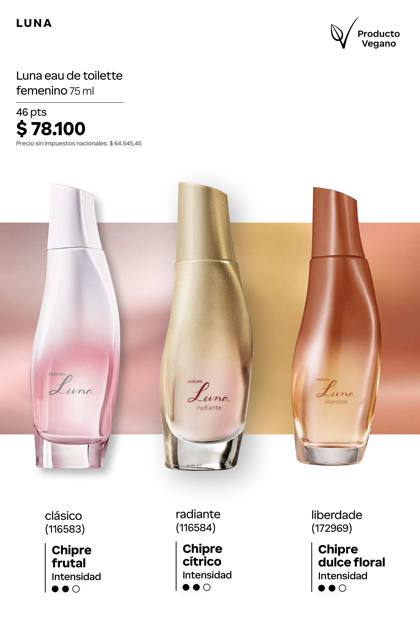 LUNA
Producto
Vegano
Luna eau de toilette
femenino 75 ml
46 pts
$ 78.100
Precio sin impuestos nacionales: $ 64.545,45
natura
Luna
natura
Luna
radiante
natura
Luna
liberdade
clásico
(116583)
Chipre
frutal
Intensidad
radiante
(116584)
Chipre
cítrico
Intensidad
liberdade
(172969)
Chipre
dulce floral
Intensidad